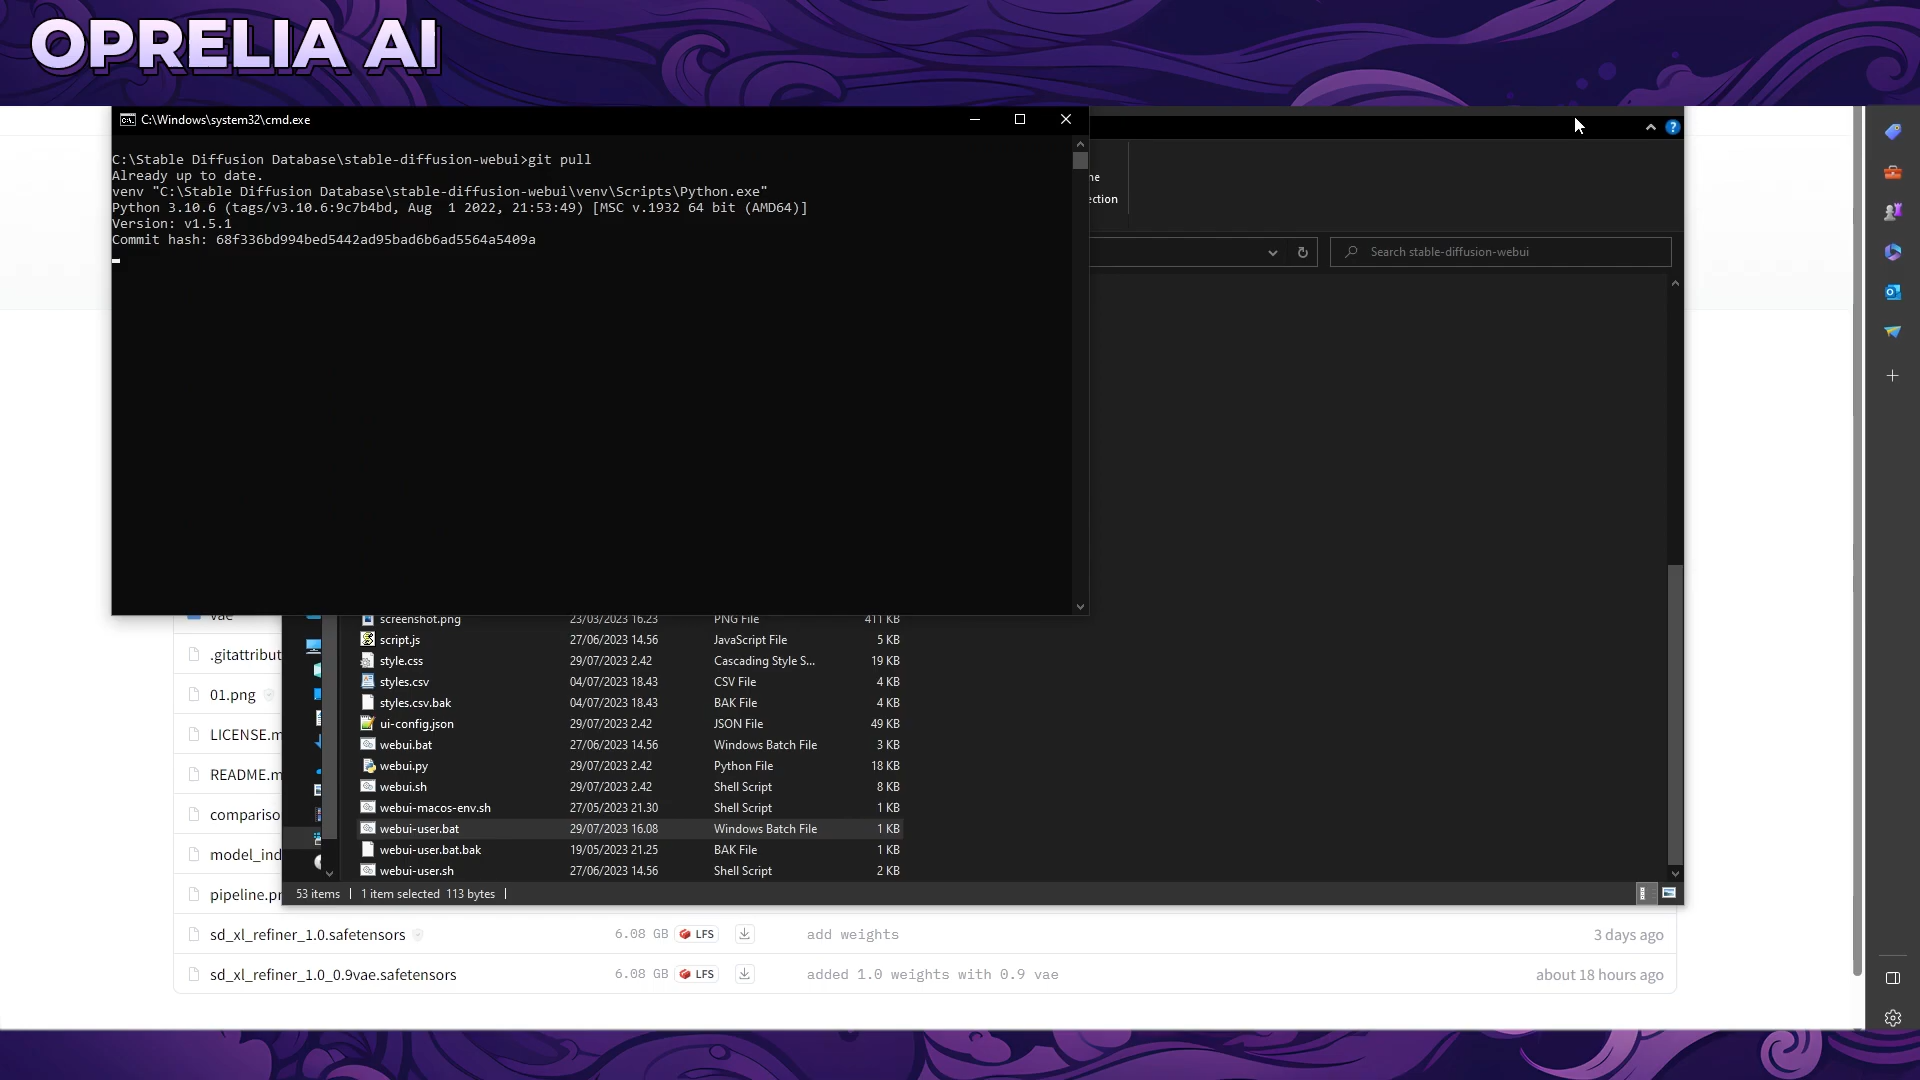 OPRELIA AI
C:\Windows\system32\cmd.exe
C:\Stable Diffusion Database\stable-diffusion-webui>git pull
Already up to date.
venv "C:\Stable Diffusion Database\stable-diffusion-webui\venv\Scripts\Python.exe"
Python 3.10.6 (tags/v3.10.6:9c7b4bd, Aug  1 2022, 21:53:49) [MSC v.1932 64 bit (AMD64)]
Version: v1.5.1
Commit hash: 68f336bd994bed5442ad95bad6b6ad5564a5409a
ne
ection
Search stable-diffusion-webui
vae
screenshot.png 23/03/2023 16.23 PNG File 411 KB
script.js 27/06/2023 14.56 JavaScript File 5 KB
style.css 29/07/2023 2.42 Cascading Style S... 19 KB
styles.csv 04/07/2023 18.43 CSV File 4 KB
styles.csv.bak 04/07/2023 18.43 BAK File 4 KB
ui-config.json 29/07/2023 2.42 JSON File 49 KB
webui.bat 27/06/2023 14.56 Windows Batch File 3 KB
webui.py 29/07/2023 2.42 Python File 18 KB
webui.sh 29/07/2023 2.42 Shell Script 8 KB
webui-macos-env.sh 27/05/2023 21.30 Shell Script 1 KB
webui-user.bat 29/07/2023 16.08 Windows Batch File 1 KB
webui-user.bat.bak 19/05/2023 21.25 BAK File 1 KB
webui-user.sh 27/06/2023 14.56 Shell Script 2 KB
53 items 1 item selected 113 bytes
.gitattribut
01.png
LICENSE.m
README.m
compariso
model_ind
pipeline.pr
sd_xl_refiner_1.0.safetensors 6.08 GB LFS add weights 3 days ago
sd_xl_refiner_1.0_0.9vae.safetensors 6.08 GB LFS added 1.0 weights with 0.9 vae about 18 hours ago